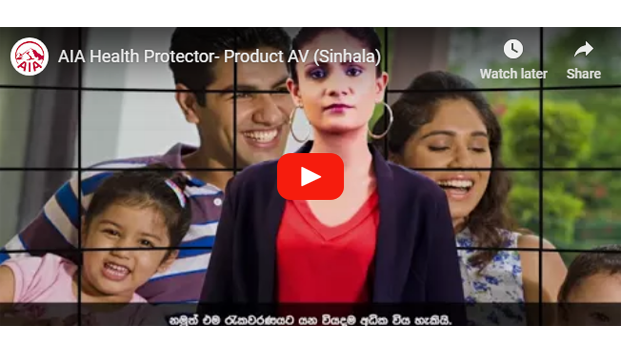 AIA
AIA Health Protector- Product AV (Sinhala)
Watch later
Share
නමුත් එම රැකවරණයට යන වියදම අධික විය හැකියි.